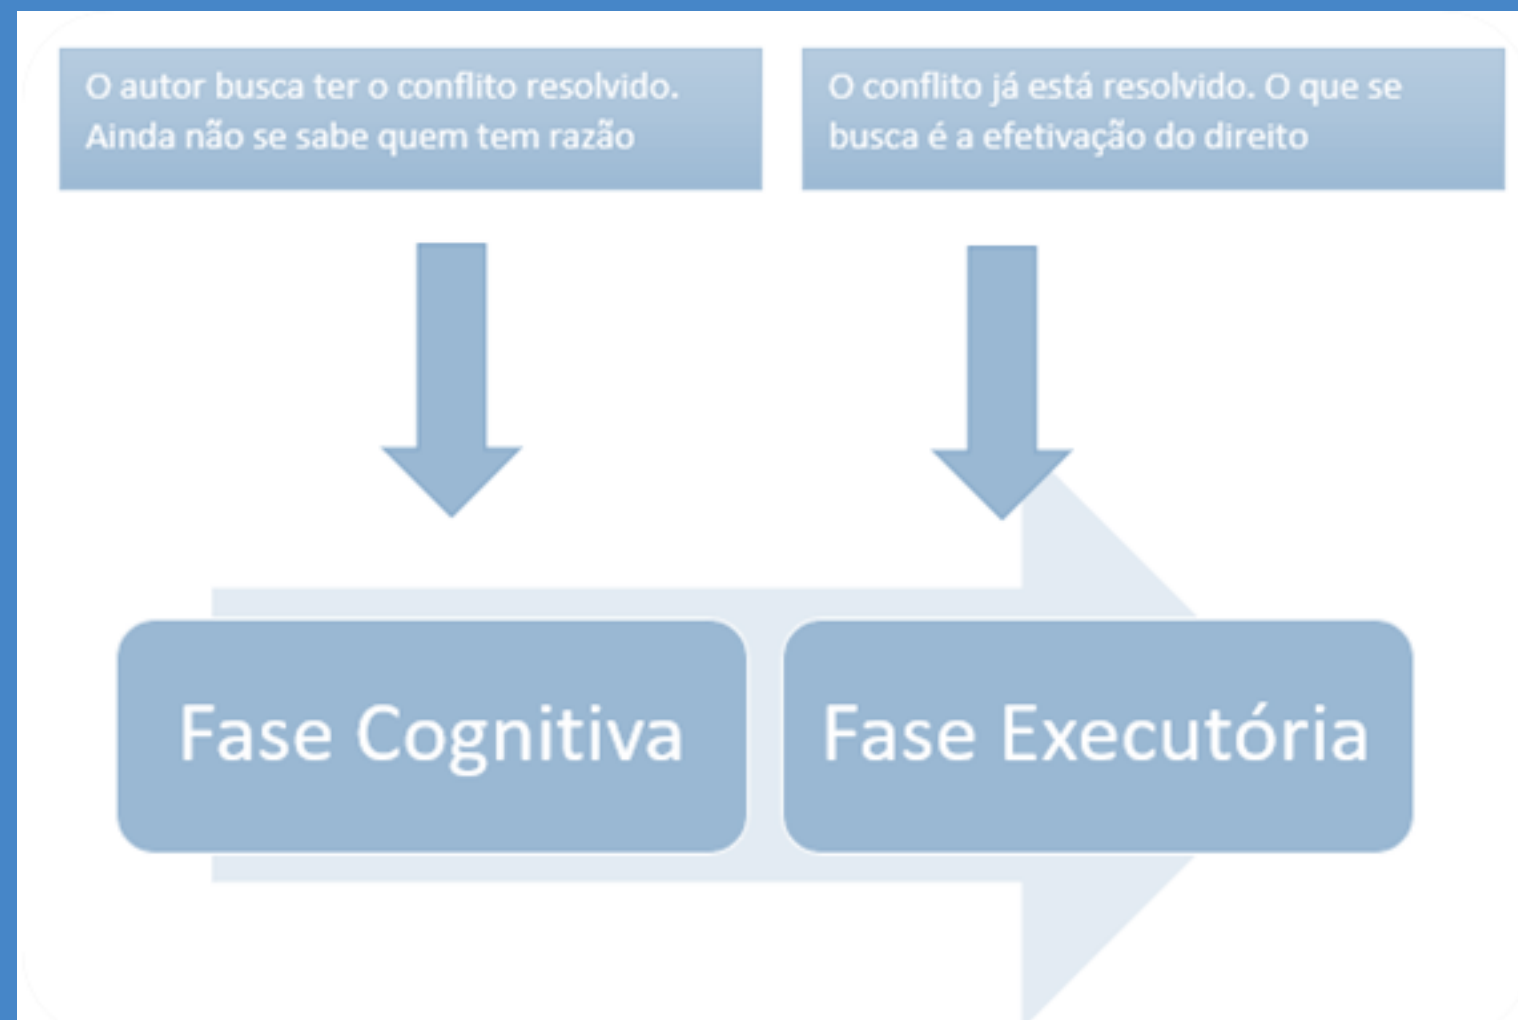 O autor busca ter o conflito resolvido.
Ainda não se sabe quem tem razão
O conflito já está resolvido. O que se
busca é a efetivação do direito
Fase Cognitiva
Fase Executória